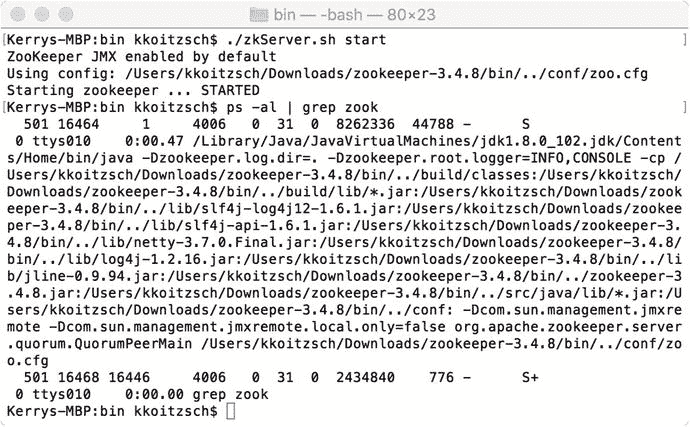 bin — -bash — 80×23
[Kerrys-MBP:bin kkoitzsch$ ./zkServer.sh start ]
ZooKeeper JMX enabled by default
Using config: /Users/kkoitzsch/Downloads/zookeeper-3.4.8/bin/../conf/zoo.cfg
Starting zookeeper ... STARTED
[Kerrys-MBP:bin kkoitzsch$ ps -al | grep zook ]
501 16464 1 4006 0 31 0 8262336 44788 - S
0 ttys010 0:00.47 /Library/Java/JavaVirtualMachines/jdk1.8.0_102.jdk/Content
s/Home/bin/java -Dzookeeper.log.dir=. -Dzookeeper.root.logger=INFO,CONSOLE -cp /
Users/kkoitzsch/Downloads/zookeeper-3.4.8/bin/../build/classes:/Users/kkoitzsch/
Downloads/zookeeper-3.4.8/bin/../build/lib/*.jar:/Users/kkoitzsch/Downloads/zook
eeper-3.4.8/bin/../lib/slf4j-log4j12-1.6.1.jar:/Users/kkoitzsch/Downloads/zookee
per-3.4.8/bin/../lib/slf4j-api-1.6.1.jar:/Users/kkoitzsch/Downloads/zookeeper-3.
4.8/bin/../lib/netty-3.7.0.Final.jar:/Users/kkoitzsch/Downloads/zookeeper-3.4.8/
bin/../lib/log4j-1.2.16.jar:/Users/kkoitzsch/Downloads/zookeeper-3.4.8/bin/../li
b/jline-0.9.94.jar:/Users/kkoitzsch/Downloads/zookeeper-3.4.8/bin/../zookeeper-3
.4.8.jar:/Users/kkoitzsch/Downloads/zookeeper-3.4.8/bin/../src/java/lib/*.jar:/U
sers/kkoitzsch/Downloads/zookeeper-3.4.8/bin/../conf: -Dcom.sun.management.jmxre
mote -Dcom.sun.management.jmxremote.local.only=false org.apache.zookeeper.server
.quorum.QuorumPeerMain /Users/kkoitzsch/Downloads/zookeeper-3.4.8/bin/../conf/zo
o.cfg
501 16468 16446 4006 0 31 0 2434840 776 - S+
0 ttys010 0:00.00 grep zook
Kerrys-MBP:bin kkoitzsch$